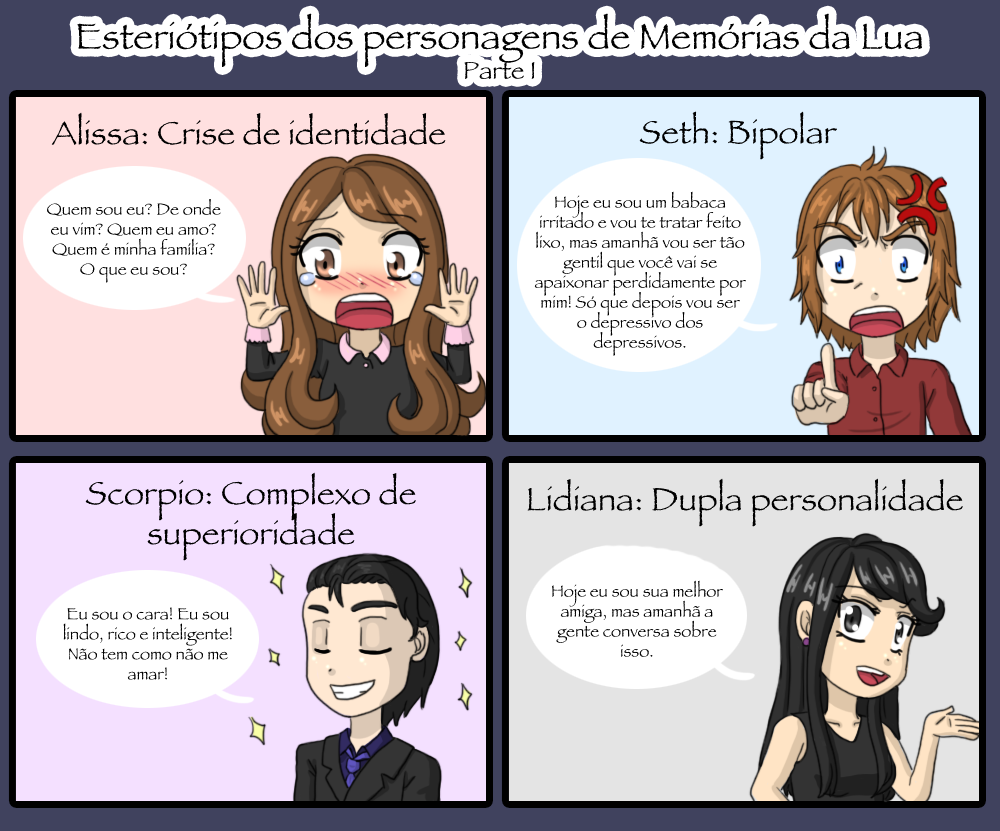 Esteriótipos dos personagens de Memórias da Lua
Parte I
Alissa: Crise de identidade
Quem sou eu? De onde
eu vim? Quem eu amo?
Quem é minha família?
O que eu sou?
Seth: Bipolar
Hoje eu sou um babaca
irritado e vou te tratar feito
lixo, mas amanhã vou ser tão
gentil que você vai se
apaixonar perdidamente por
mim! Só que depois vou ser
o depressivo dos
depressivos.
Scorpio: Complexo de
superioridade
Eu sou o cara! Eu sou
lindo, rico e inteligente!
Não tem como não me
amar!
Lidiana: Dupla personalidade
Hoje eu sou sua melhor
amiga, mas amanhã a
gente conversa sobre
isso.